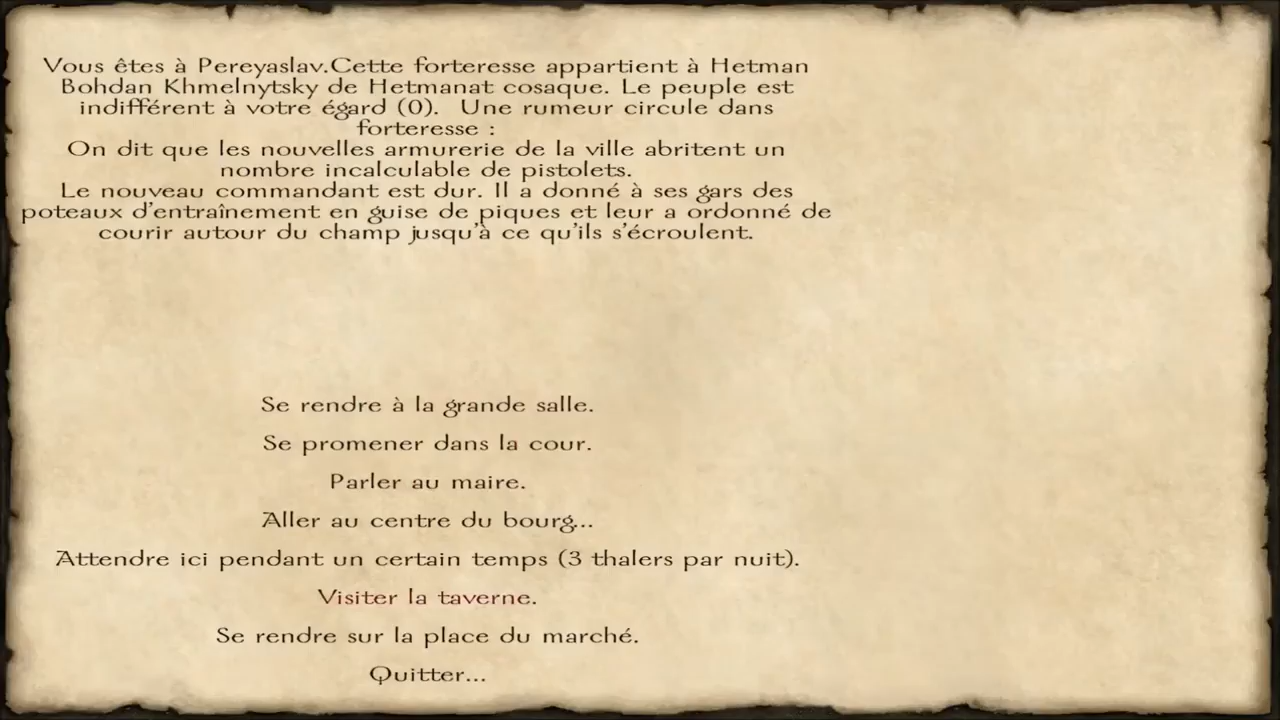 Vous êtes à Pereyaslav.Cette forteresse appartient à Hetman
Bohdan Khmelnytsky de Hetmanat cosaque. Le peuple est
indifférent à votre égard (0).  Une rumeur circule dans
forteresse :
On dit que les nouvelles armurerie de la ville abritent un
nombre incalculable de pistolets.
Le nouveau commandant est dur. Il a donné à ses gars des
poteaux d'entraînement en guise de piques et leur a ordonné de
courir autour du champ jusqu'à ce qu'ils s'écroulent.
Se rendre à la grande salle.
Se promener dans la cour.
Parler au maire.
Aller au centre du bourg...
Attendre ici pendant un certain temps (3 thalers par nuit).
Visiter la taverne.
Se rendre sur la place du marché.
Quitter...